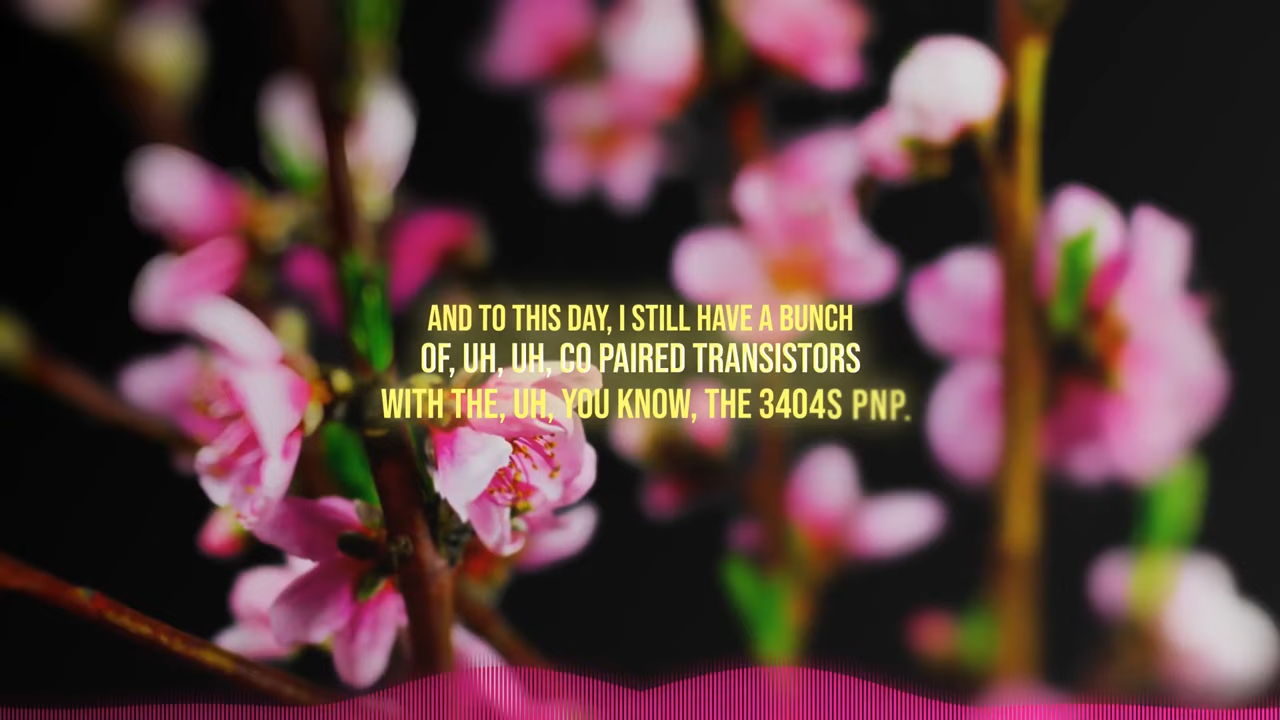 AND TO THIS DAY, I STILL HAVE A BUNCH
OF, UH, UH, CO PAIRED TRANSISTORS
WITH THE, UH, YOU KNOW, THE 3404S PNP.